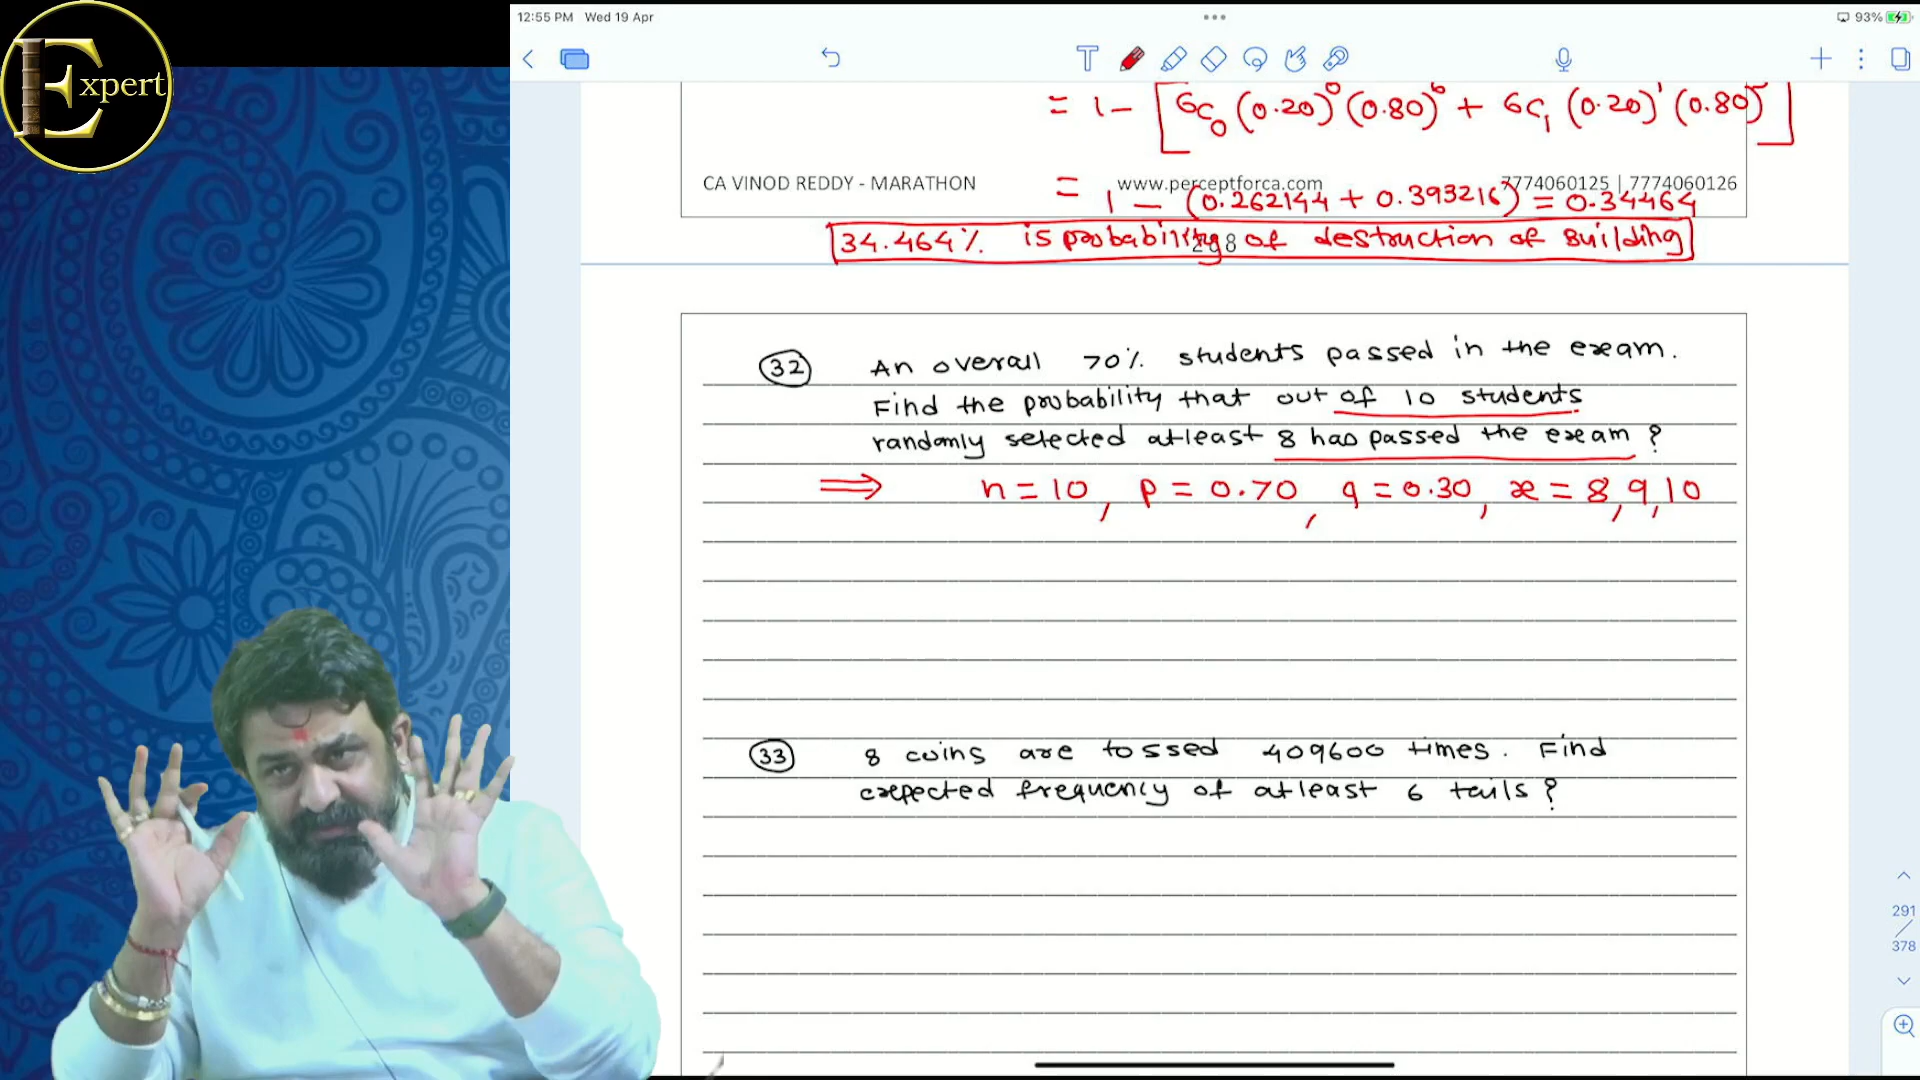 12:55 PM Wed 19 Apr
93%
Expert
= 1 - [ 6C0 (0.20)^0 (0.80)^6 + 6C1 (0.20)^1 (0.80)^5 ]
CA VINOD REDDY - MARATHON www.perceptforca.com 7774060125 | 7774060126
= 1 - (0.262144 + 0.393216) = 0.34464
34.464% is probability of destruction of Building
(32) An overall 70% students passed in the exam.
Find the probability that out of 10 students
randomly selected atleast 8 has passed the exam ?
⇒ n = 10, p = 0.70, q = 0.30, x = 8, 9, 10
(33) 8 coins are tossed 409600 times. Find
expected frequency of atleast 6 tails ?
291
/
378